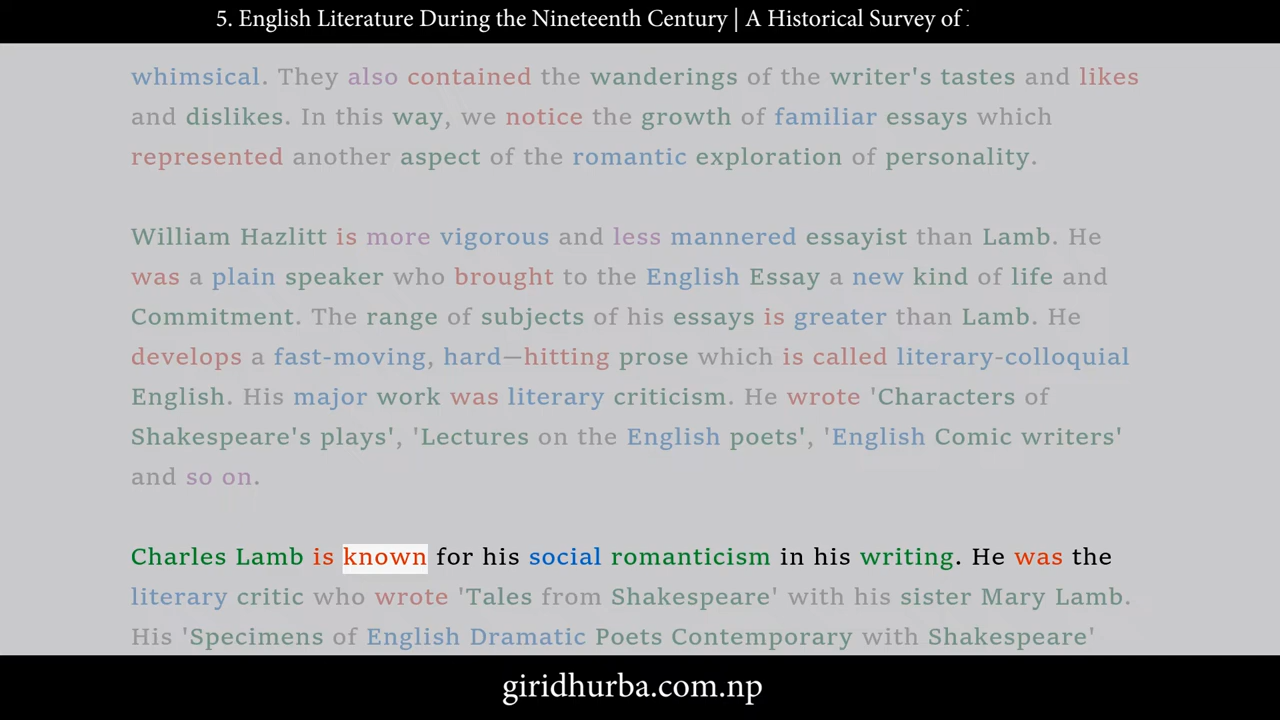 5. English Literature During the Nineteenth Century | A Historical Survey of
whimsical. They also contained the wanderings of the writer's tastes and likes
and dislikes. In this way, we notice the growth of familiar essays which
represented another aspect of the romantic exploration of personality.
William Hazlitt is more vigorous and less mannered essayist than Lamb. He
was a plain speaker who brought to the English Essay a new kind of life and
Commitment. The range of subjects of his essays is greater than Lamb. He
develops a fast-moving, hard—hitting prose which is called literary-colloquial
English. His major work was literary criticism. He wrote 'Characters of
Shakespeare's plays', 'Lectures on the English poets', 'English Comic writers'
and so on.
Charles Lamb is known for his social romanticism in his writing. He was the
literary critic who wrote 'Tales from Shakespeare' with his sister Mary Lamb.
His 'Specimens of English Dramatic Poets Contemporary with Shakespeare'
giridhurba.com.np